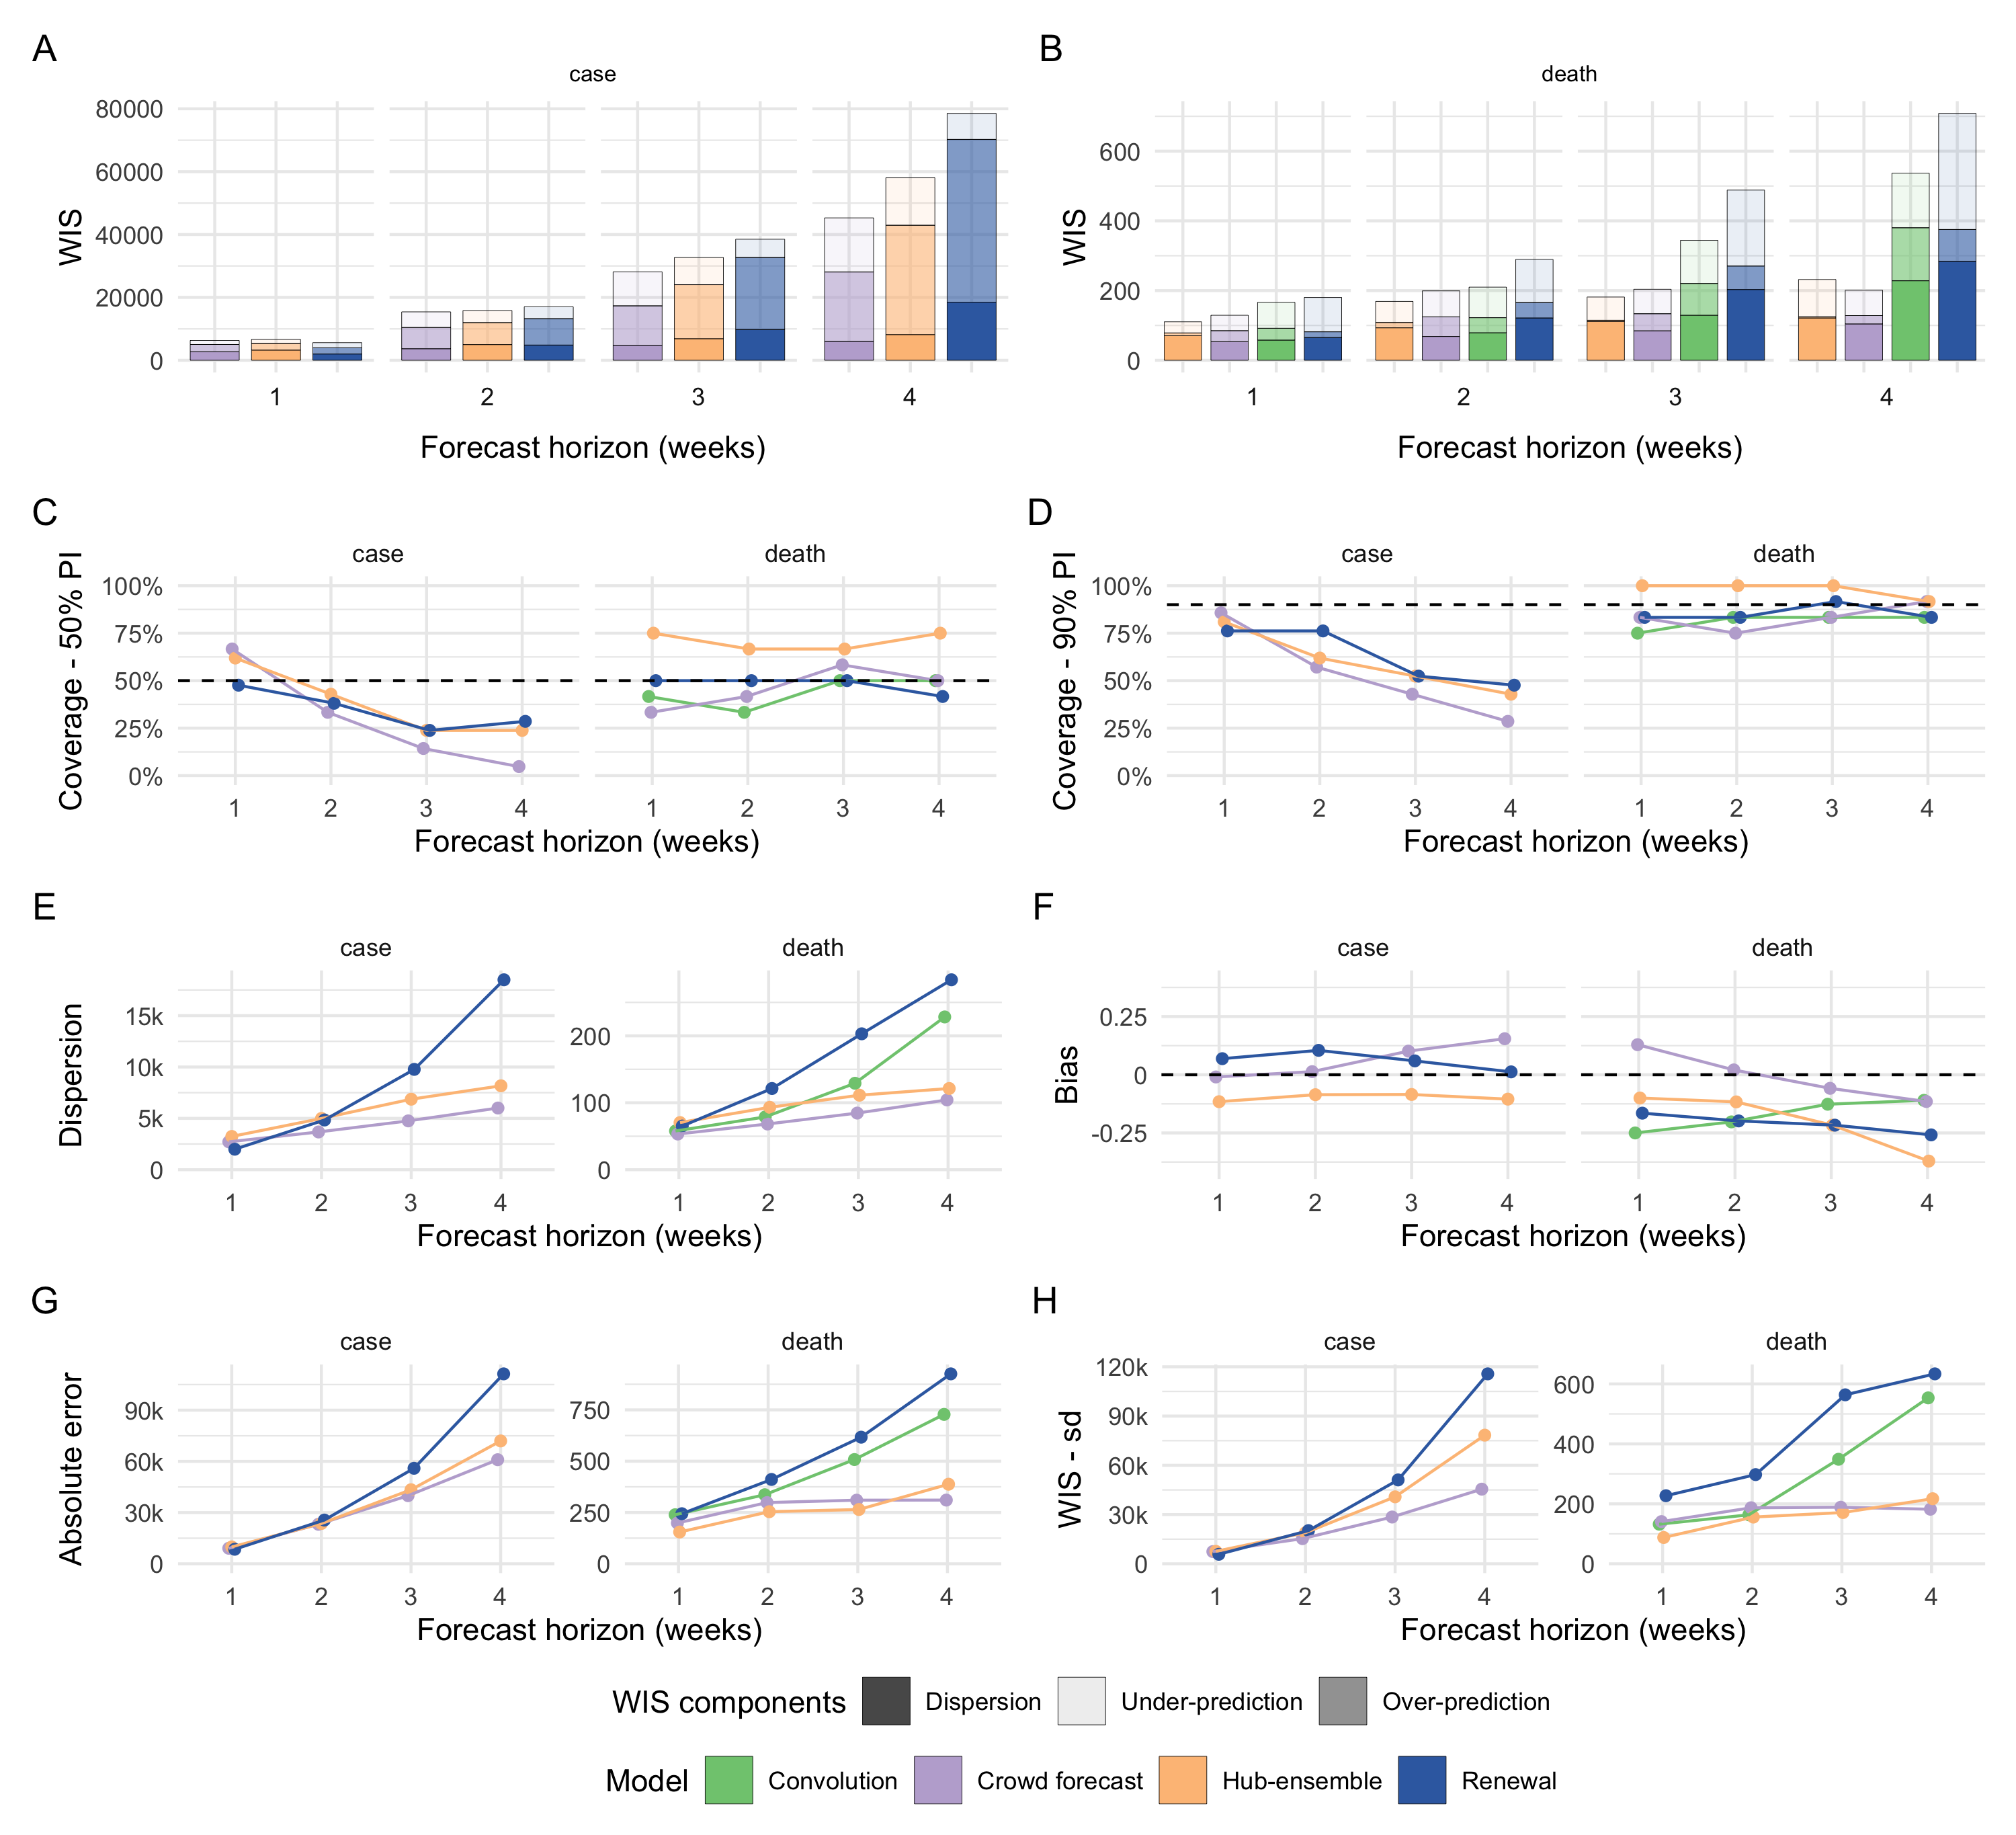 A
case
WIS
80000
60000
40000
20000
0
1 2 3 4
Forecast horizon (weeks)
B
death
WIS
600
400
200
0
1 2 3 4
Forecast horizon (weeks)
C
case death
Coverage - 50% PI
100%
75%
50%
25%
0%
1 2 3 4 1 2 3 4
Forecast horizon (weeks)
D
case death
Coverage - 90% PI
100%
75%
50%
25%
0%
1 2 3 4 1 2 3 4
Forecast horizon (weeks)
E
case death
Dispersion
15k
10k
5k
0
200
100
0
1 2 3 4 1 2 3 4
Forecast horizon (weeks)
F
case death
Bias
0.25
0
-0.25
1 2 3 4 1 2 3 4
Forecast horizon (weeks)
G
case death
Absolute error
90k
60k
30k
0
750
500
250
0
1 2 3 4 1 2 3 4
Forecast horizon (weeks)
H
case death
WIS - sd
120k
90k
60k
30k
0
600
400
200
0
1 2 3 4 1 2 3 4
Forecast horizon (weeks)
WIS components Dispersion Under-prediction Over-prediction
Model Convolution Crowd forecast Hub-ensemble Renewal